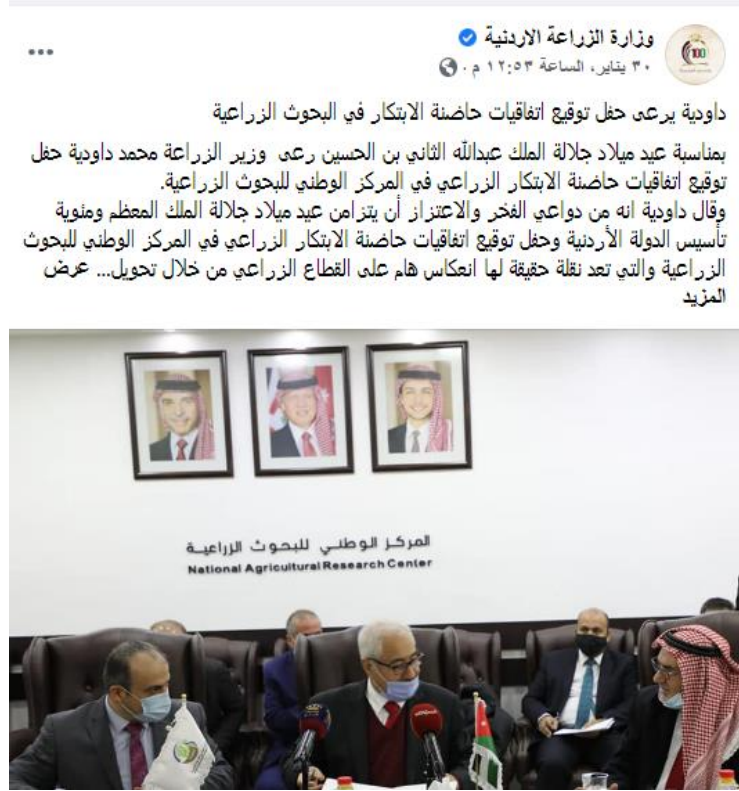 وزارة الزراعة الاردنية
٣٠ يناير، الساعة ١٢:٥٣ م ·
داودية يرعى حفل توقيع اتفاقيات حاضنة الابتكار في البحوث الزراعية
بمناسبة عيد ميلاد جلالة الملك عبدالله الثاني بن الحسين رعى وزير الزراعة محمد داودية حفل
توقيع اتفاقيات حاضنة الابتكار الزراعي في المركز الوطني للبحوث الزراعية.
وقال داودية انه من دواعي الفخر والاعتزاز أن يتزامن عيد ميلاد جلالة الملك المعظم ومئوية
تأسيس الدولة الأردنية وحفل توقيع اتفاقيات حاضنة الابتكار الزراعي في المركز الوطني للبحوث
الزراعية والتي تعد نقلة حقيقة لها انعكاس هام على القطاع الزراعي من خلال تحويل... عرض
المزيد
المركز الوطني للبحوث الزراعية
National Agricultural Research Center